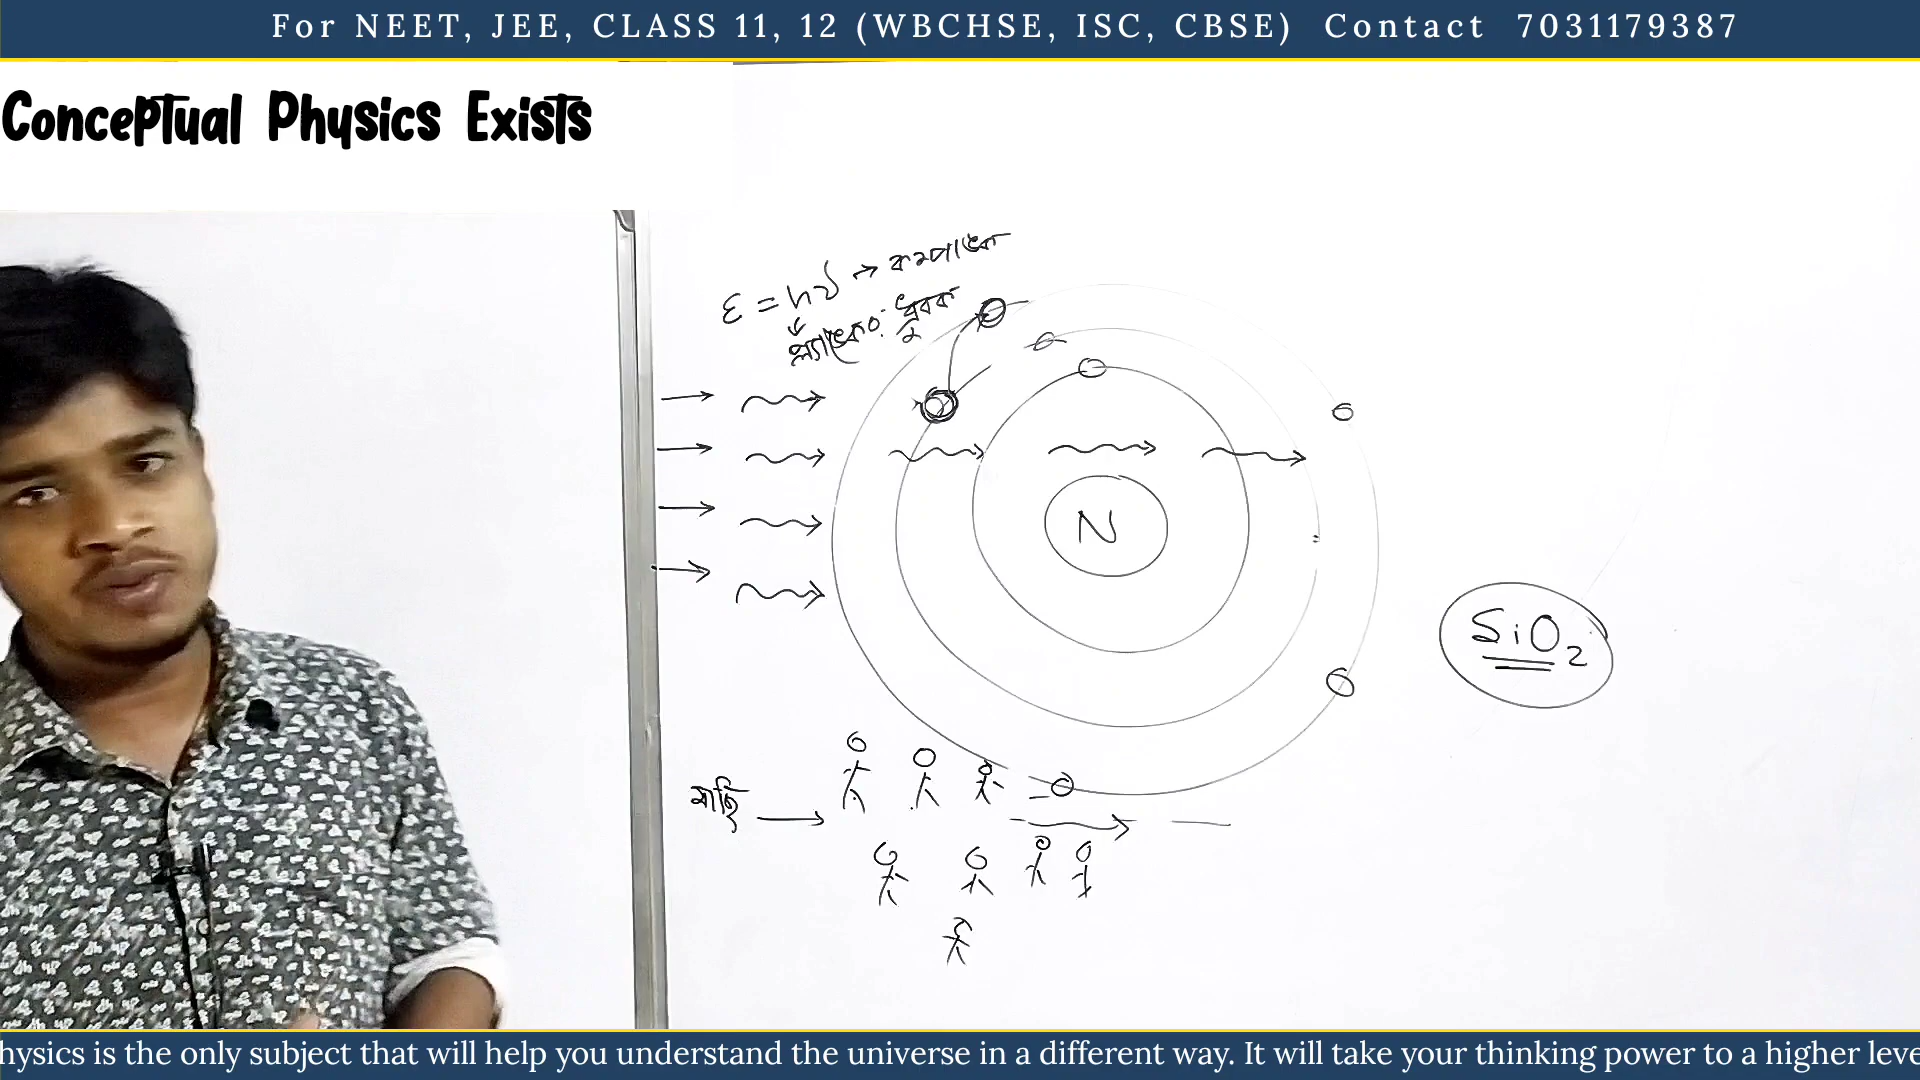 For NEET, JEE, CLASS 11, 12 (WBCHSE, ISC, CBSE) Contact 7031179387
Conceptual Physics Exists
E = hν → কম্পাঙ্ক
প্ল্যাঙ্কের ধ্রুবক
N
SiO₂
মাছি
hysics is the only subject that will help you understand the universe in a different way. It will take your thinking power to a higher leve